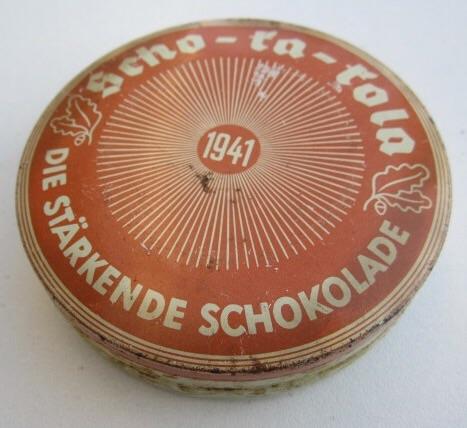 Scho-ka-kola
1941
DIE STÄRKENDE SCHOKOLADE